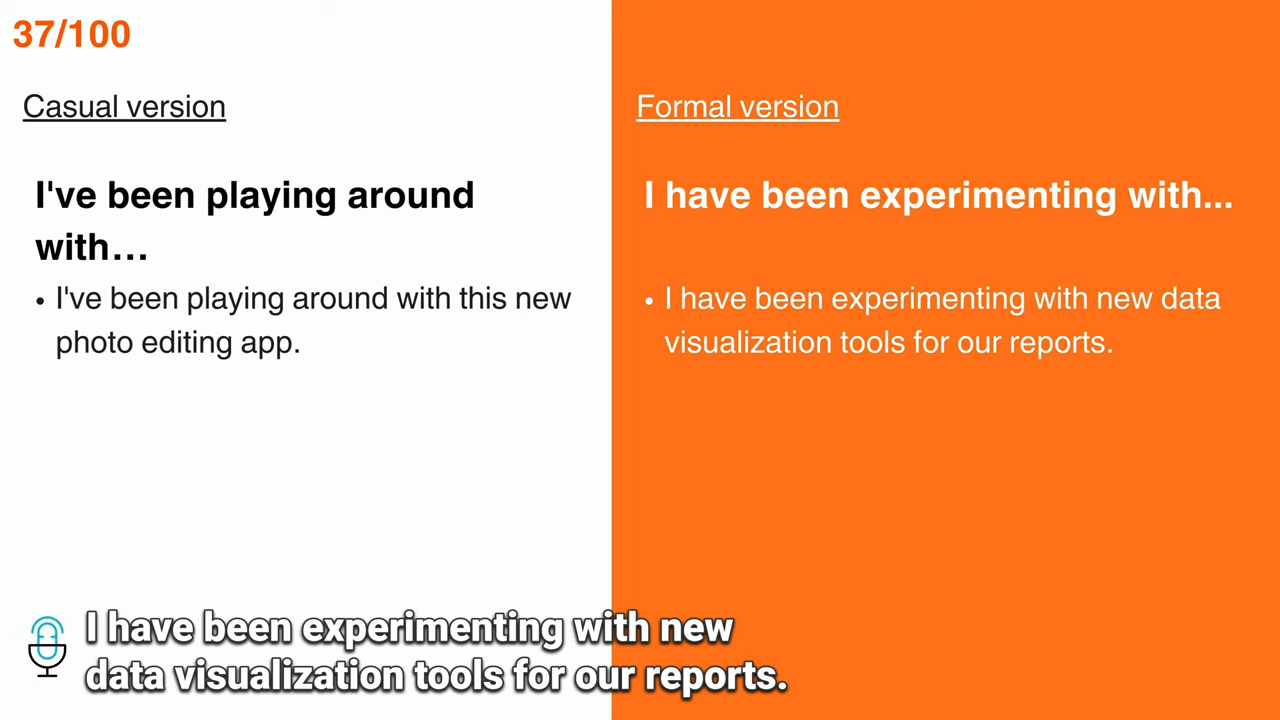 37/100
Casual version
I've been playing around
with…
• I've been playing around with this new
photo editing app.
Formal version
I have been experimenting with...
• I have been experimenting with new data
visualization tools for our reports.
I have been experimenting with new
data visualization tools for our reports.